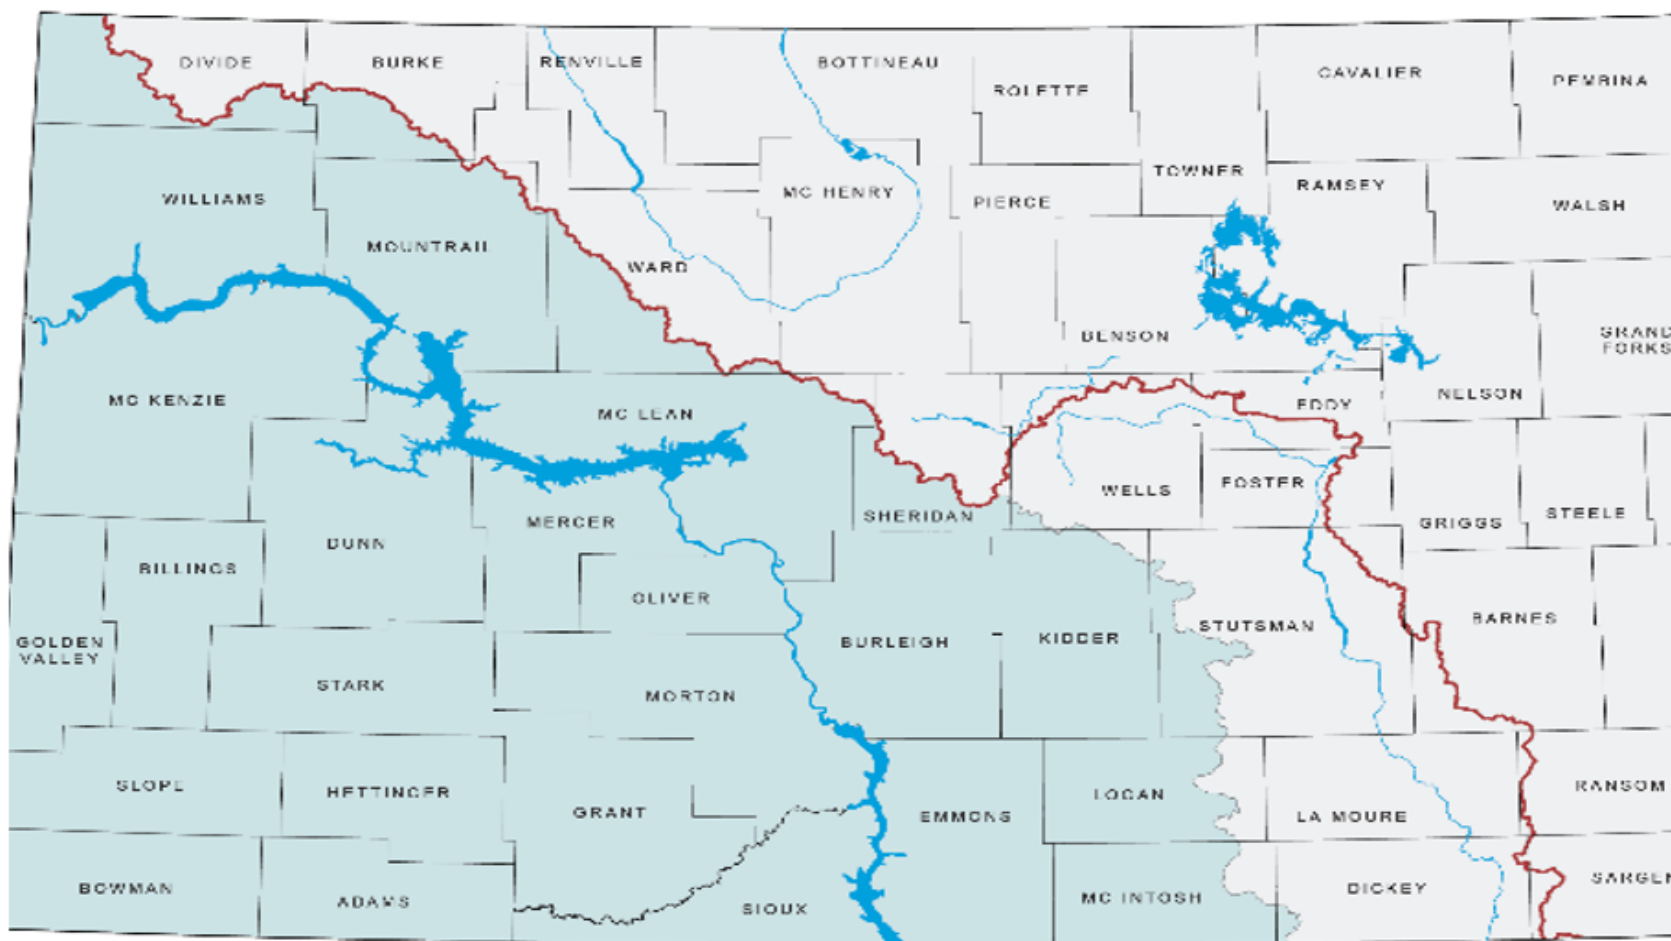 DIVIDE
BURKE
RENVILLE
BOTTINEAU
ROLETTE
CAVALIER
PEMBINA
TOWNER
RAMSEY
WILLIAMS
MC HENRY
PIERCE
WALSH
MOUNTRAIL
WARD
BENSON
GRAND
FORKS
MC KENZIE
MC LEAN
EDDY
NELSON
WELLS
FOSTER
MERCER
SHERIDAN
GRIGGS
STEELE
DUNN
BILLINGS
OLIVER
GOLDEN
VALLEY
BURLEIGH
KIDDER
STUTSMAN
BARNES
STARK
MORTON
SLOPE
HETTINGER
GRANT
EMMONS
LOGAN
LA MOURE
RANSOM
BOWMAN
ADAMS
SIOUX
MC INTOSH
DICKEY
SARGEN